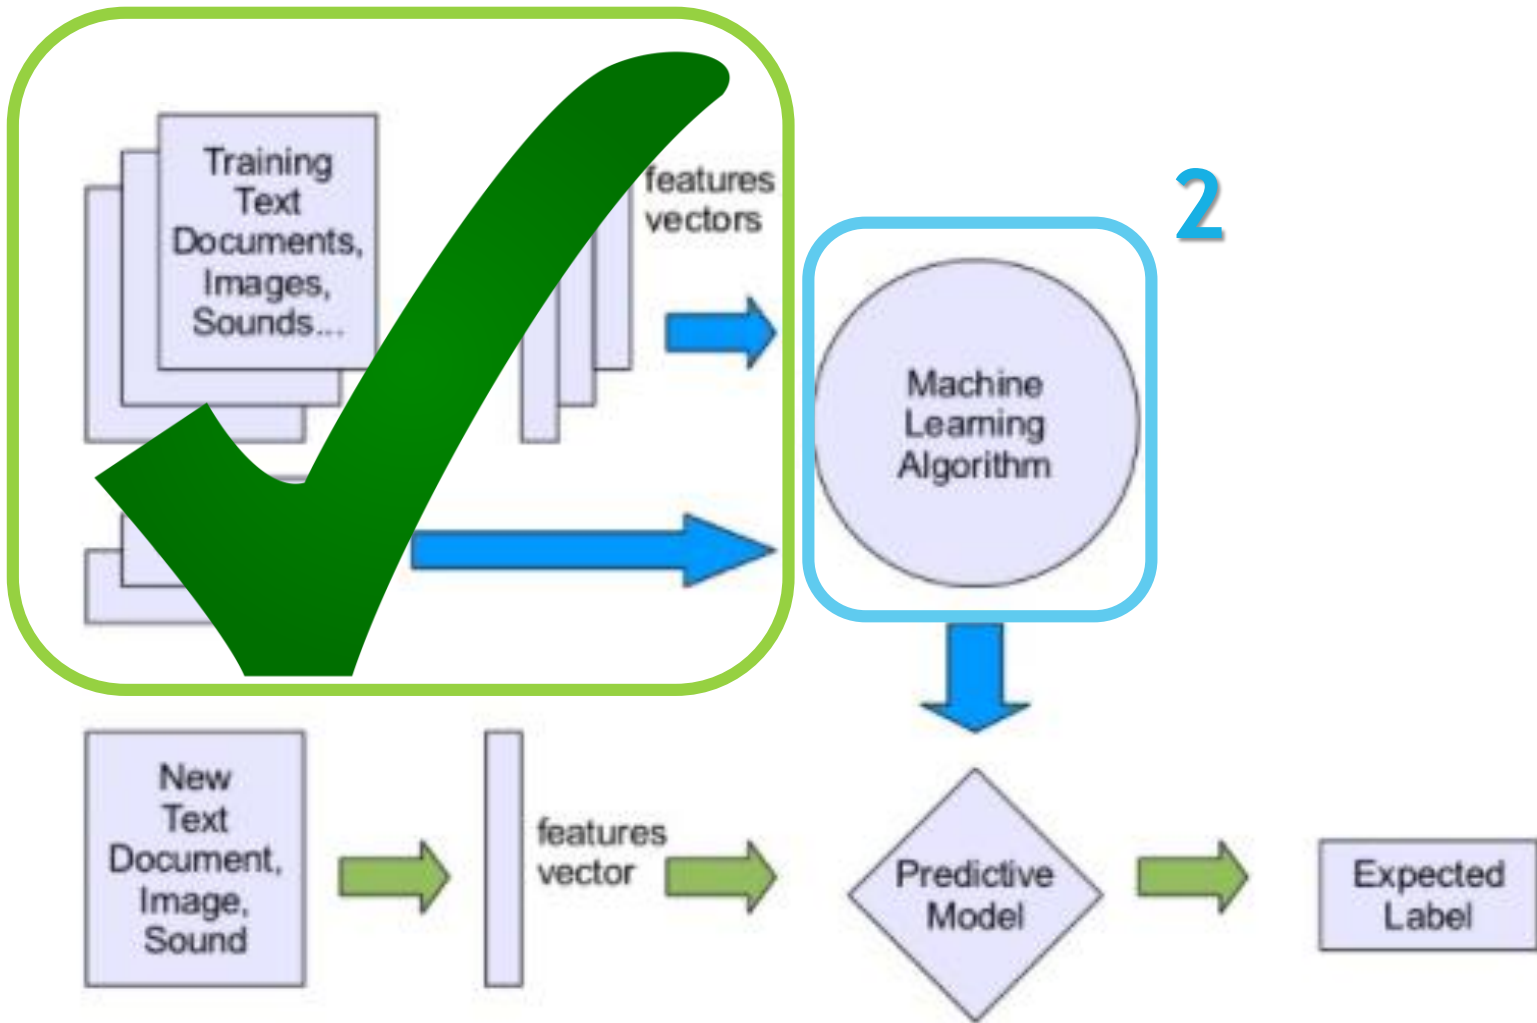 Training
Text
Documents,
Images,
Sounds...
features
vectors
2
Machine
Learning
Algorithm
New
Text
Document,
Image,
Sound
features
vector
Predictive
Model
Expected
Label